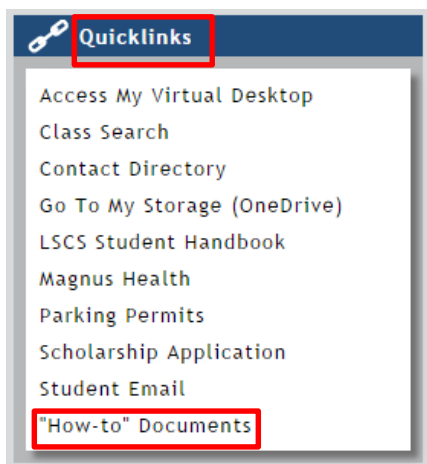 Quicklinks
Access My Virtual Desktop
Class Search
Contact Directory
Go To My Storage (OneDrive)
LSCS Student Handbook
Magnus Health
Parking Permits
Scholarship Application
Student Email
"How-to" Documents